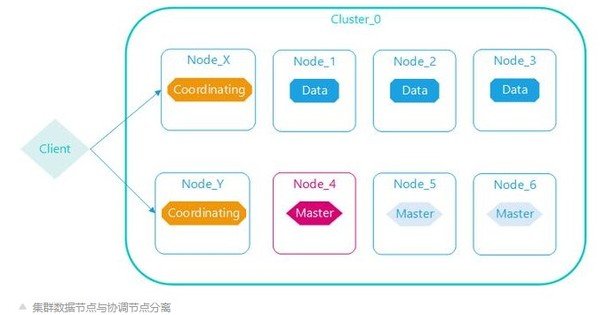 Cluster_0
Node_X
Coordinating
Node_1
Data
Node_2
Data
Node_3
Data
Client
Node_Y
Coordinating
Node_4
Master
Node_5
Master
Node_6
Master
集群数据节点与协调节点分离